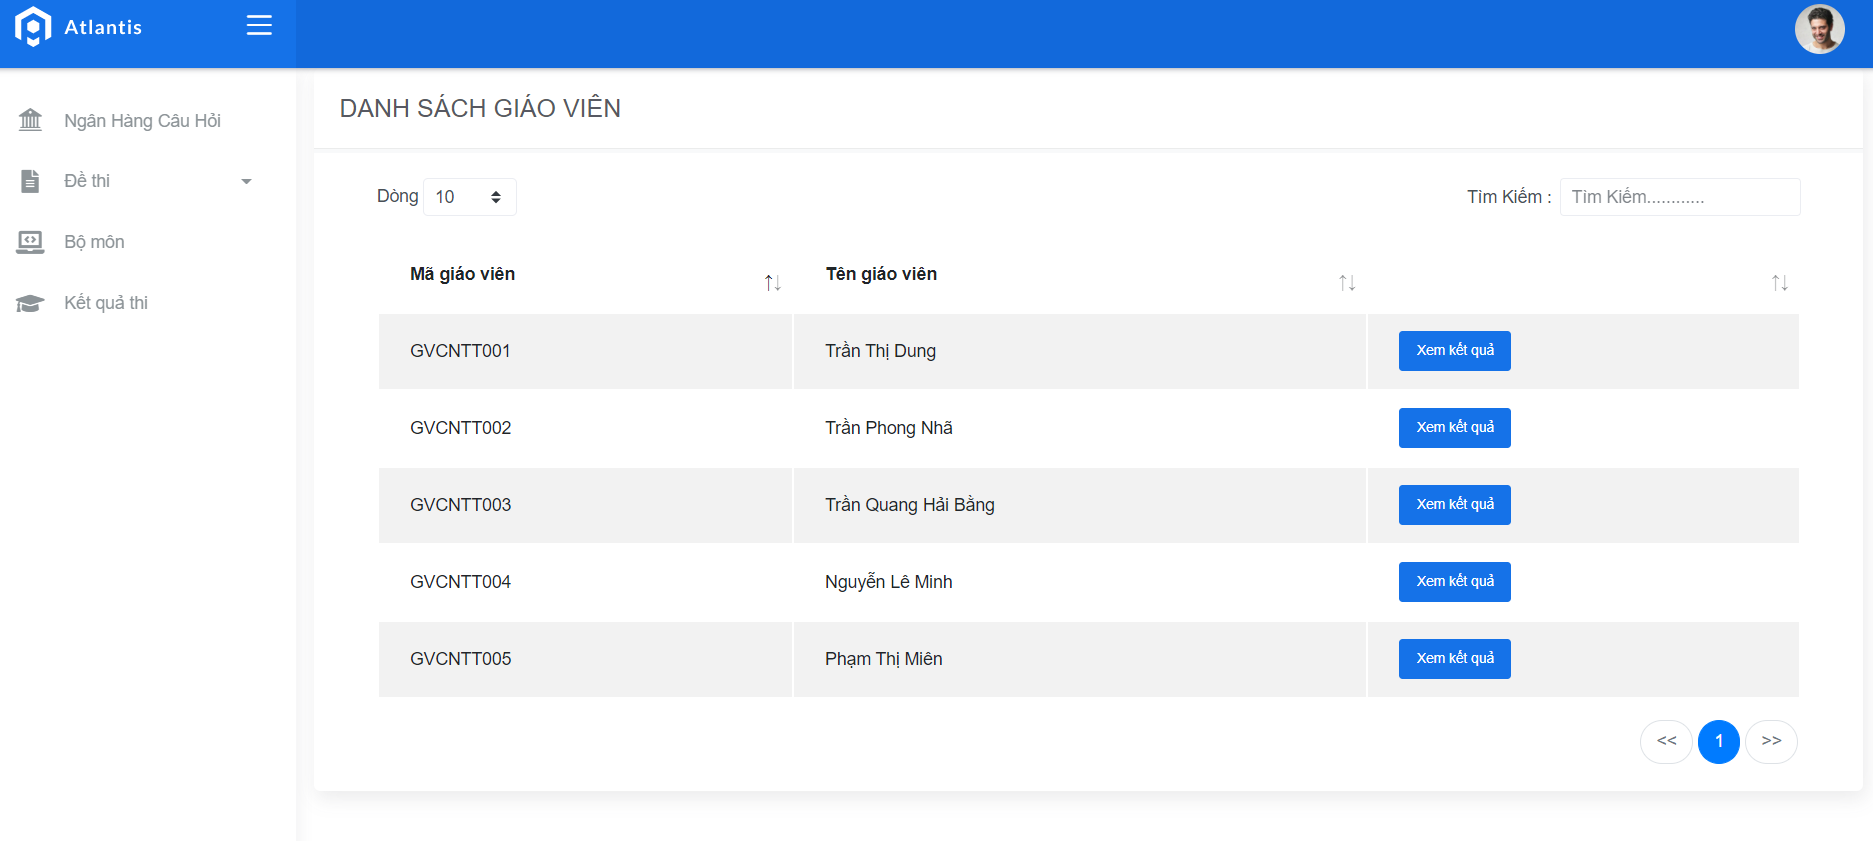 Atlantis
Ngân Hàng Câu Hỏi
Đề thi
Bộ môn
Kết quả thi
DANH SÁCH GIÁO VIÊN
Dòng 10
Tìm Kiếm : Tìm Kiếm............
Mã giáo viên Tên giáo viên
GVCNTT001 Trần Thị Dung Xem kết quả
GVCNTT002 Trần Phong Nhã Xem kết quả
GVCNTT003 Trần Quang Hải Bằng Xem kết quả
GVCNTT004 Nguyễn Lê Minh Xem kết quả
GVCNTT005 Phạm Thị Miên Xem kết quả
<< 1 >>